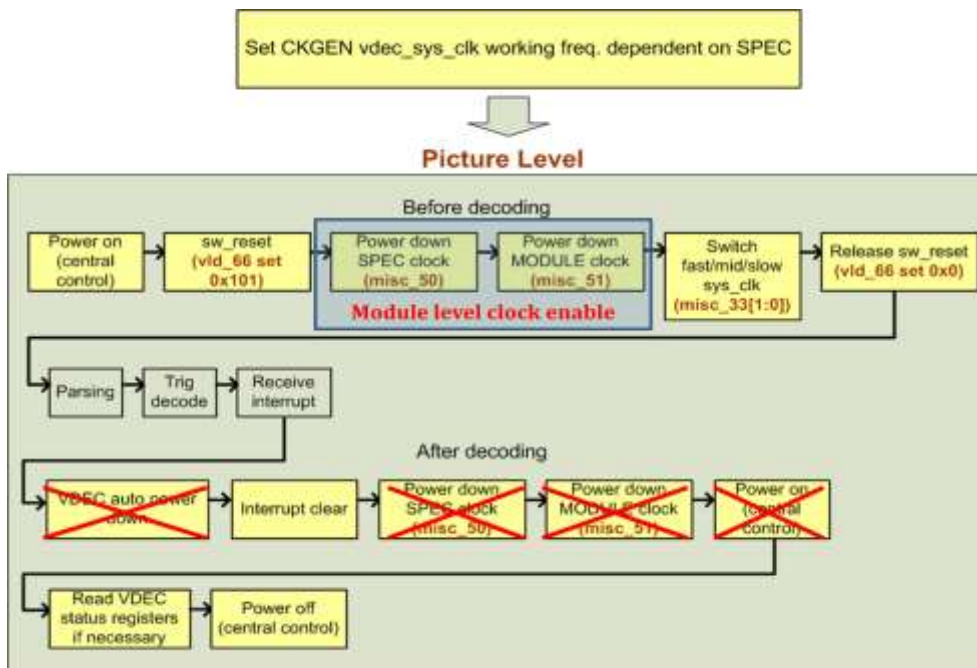 Set CKGEN vdec_sys_clk working freq. dependent on SPEC
Picture Level
Before decoding
Power on
(central
control)
sw_reset
(vld_66 set
0x101)
Power down
SPEC clock
(misc_50)
Power down
MODULE clock
(misc_51)
Module level clock enable
Switch
fast/mid/slow
sys_clk
(misc_33[1:0])
Release sw_reset
(vld_66 set 0x0)
Parsing
Trig
decode
Receive
interrupt
After decoding
VDEC auto power
down
Interrupt clear
Power down
SPEC clock
(misc_50)
Power down
MODULE clock
(misc_51)
Power on
(central
control)
Read VDEC
status registers
if necessary
Power off
(central control)